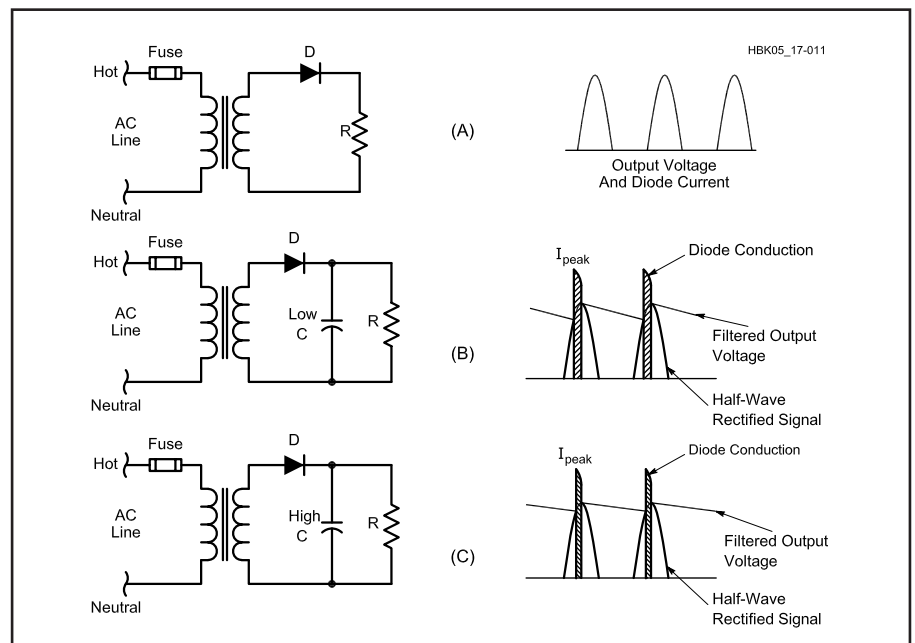 HBK05_17-011
Fuse
D
Hot
AC
Line
R
Neutral
(A)
Output Voltage
And Diode Current
Fuse
D
Hot
AC
Line
Low
C
R
Neutral
(B)
Ipeak
Diode Conduction
Filtered Output
Voltage
Half-Wave
Rectified Signal
Fuse
D
Hot
AC
Line
High
C
R
Neutral
(C)
Ipeak
Diode Conduction
Filtered Output
Voltage
Half-Wave
Rectified Signal